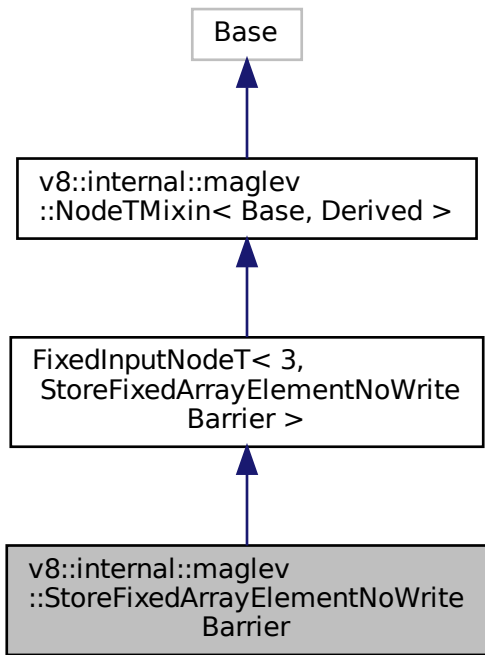 Base
v8::internal::maglev
::NodeTMixin< Base, Derived >
FixedInputNodeT< 3,
StoreFixedArrayElementNoWrite
Barrier >
v8::internal::maglev
::StoreFixedArrayElementNoWrite
Barrier